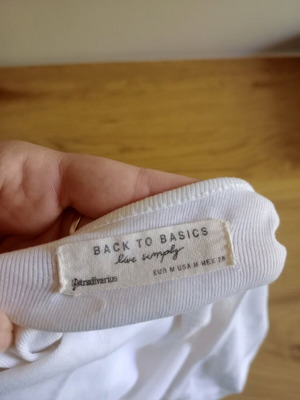 BACK TO BASICS
live simply
Stradivarius
EUR M USA M MEX 28